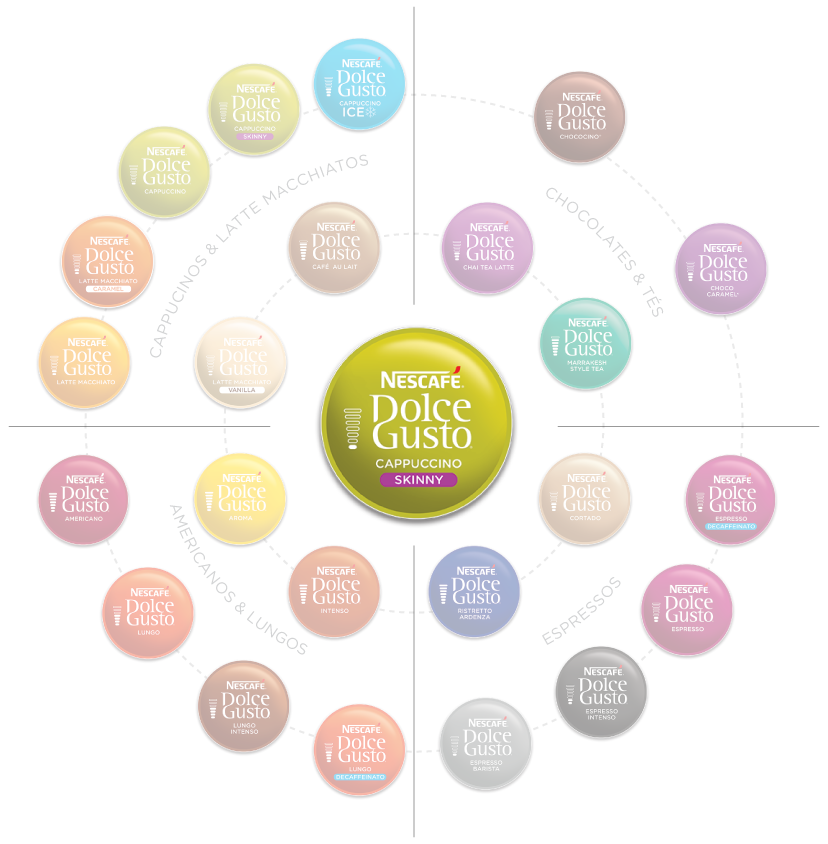 NESCAFÉ
DOLCE
GUSTO
CAPPUCCINO
ICE
NESCAFÉ
DOLCE
GUSTO
CAPPUCCINO
SKINNY
NESCAFÉ
DOLCE
GUSTO
CAPPUCCINO
NESCAFÉ
DOLCE
GUSTO
LATTE MACCHIATO
CARAMEL
NESCAFÉ
DOLCE
GUSTO
LATTE MACCHIATO
NESCAFÉ
DOLCE
GUSTO
CAFÉ AU LAIT
NESCAFÉ
DOLCE
GUSTO
LATTE MACCHIATO
VANILLA
CAPPUCINOS & LATTE MACCHIATOS
NESCAFÉ
DOLCE
GUSTO
CHOCOCINO
NESCAFÉ
DOLCE
GUSTO
CHOCO
CARAMEL
NESCAFÉ
DOLCE
GUSTO
CHAI TEA LATTE
NESCAFÉ
DOLCE
GUSTO
MARRAKESH
STYLE TEA
CHOCOLATES & TÉS
NESCAFÉ
DOLCE
GUSTO
CAPPUCCINO
SKINNY
NESCAFÉ
DOLCE
GUSTO
AMERICANO
NESCAFÉ
DOLCE
GUSTO
AROMA
NESCAFÉ
DOLCE
GUSTO
INTENSO
NESCAFÉ
DOLCE
GUSTO
LUNGO
NESCAFÉ
DOLCE
GUSTO
LUNGO
INTENSO
NESCAFÉ
DOLCE
GUSTO
LUNGO
DECAFFEINATO
AMERICANOS & LUNGOS
NESCAFÉ
DOLCE
GUSTO
CORTADO
NESCAFÉ
DOLCE
GUSTO
ESPRESSO
DECAFFEINATO
NESCAFÉ
DOLCE
GUSTO
RISTRETTO
ARDENZA
NESCAFÉ
DOLCE
GUSTO
ESPRESSO
NESCAFÉ
DOLCE
GUSTO
ESPRESSO
INTENSO
NESCAFÉ
DOLCE
GUSTO
ESPRESSO
BARISTA
ESPRESSOS